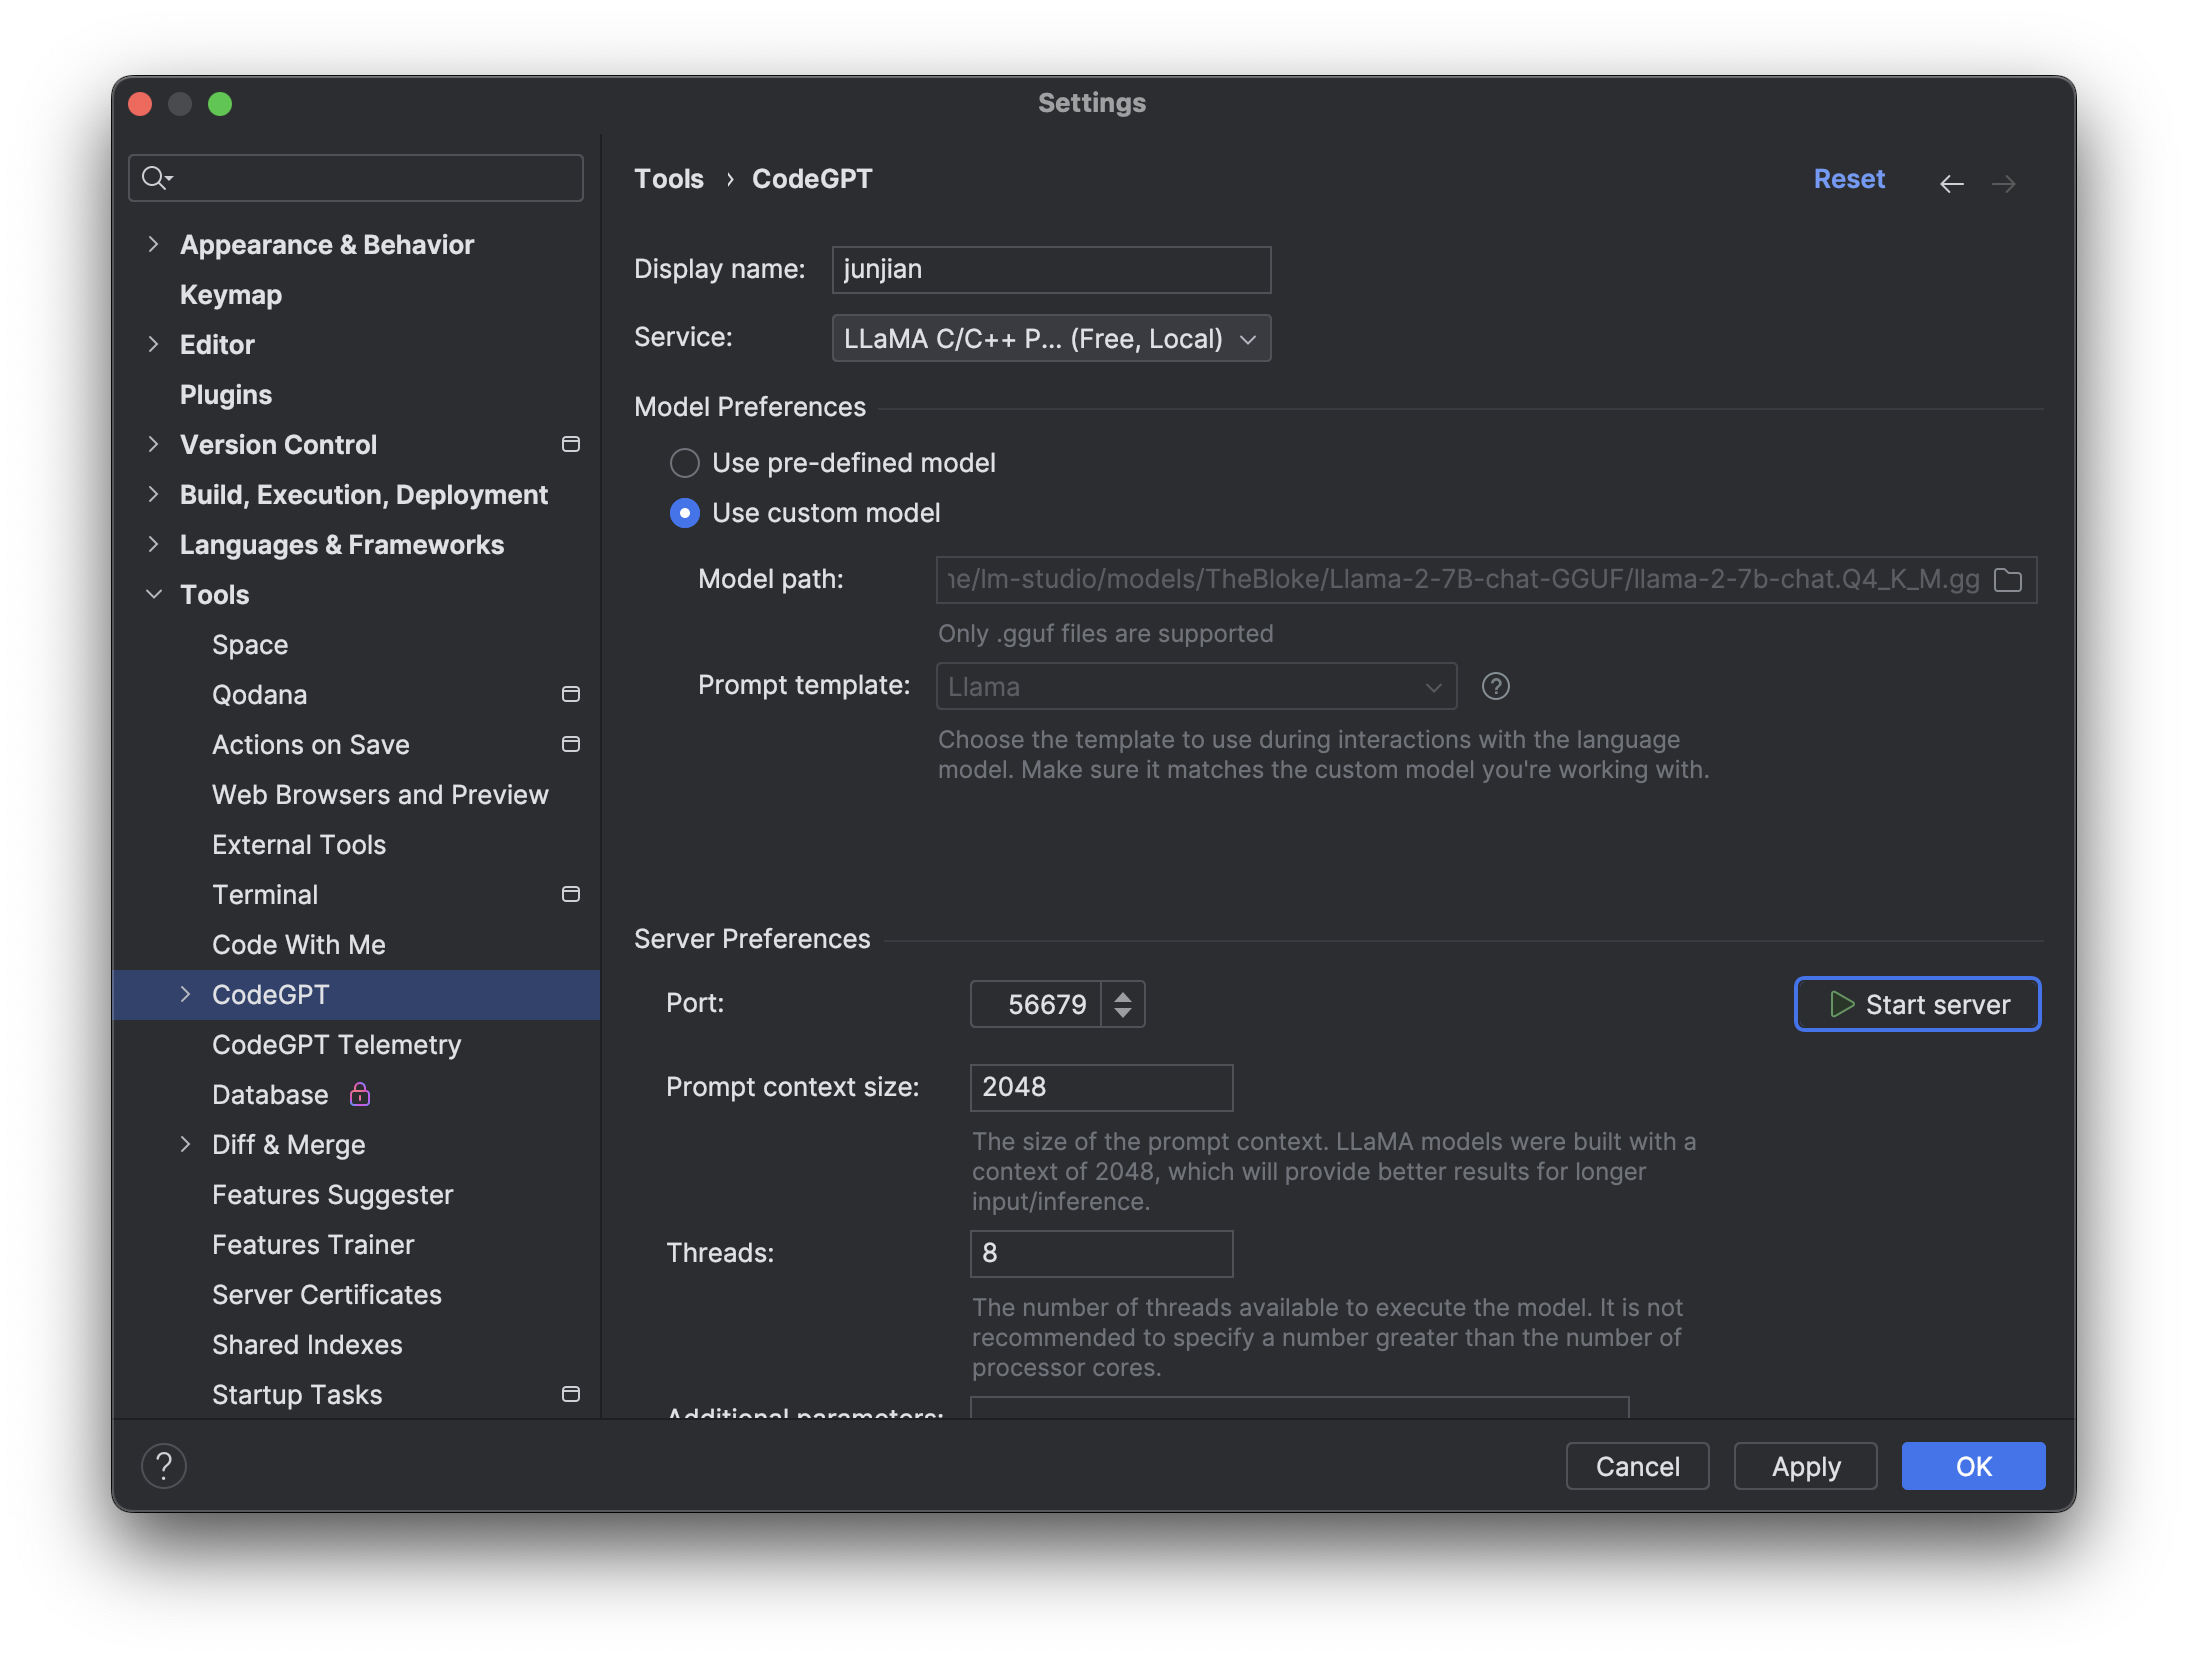 Settings
Appearance & Behavior
Keymap
Editor
Plugins
Version Control
Build, Execution, Deployment
Languages & Frameworks
Tools
Space
Qodana
Actions on Save
Web Browsers and Preview
External Tools
Terminal
Code With Me
CodeGPT
CodeGPT Telemetry
Database
Diff & Merge
Features Suggester
Features Trainer
Server Certificates
Shared Indexes
Startup Tasks
Tools › CodeGPT
Reset
Display name: junjian
Service: LLaMA C/C++ P... (Free, Local)
Model Preferences
Use pre-defined model
Use custom model
Model path: ne/lm-studio/models/TheBloke/Llama-2-7B-chat-GGUF/llama-2-7b-chat.Q4_K_M.gg
Only .gguf files are supported
Prompt template: Llama ?
Choose the template to use during interactions with the language
model. Make sure it matches the custom model you're working with.
Server Preferences
Port: 56679 Start server
Prompt context size: 2048
The size of the prompt context. LLaMA models were built with a
context of 2048, which will provide better results for longer
input/inference.
Threads: 8
The number of threads available to execute the model. It is not
recommended to specify a number greater than the number of
processor cores.
Additional parameters:
? Cancel Apply OK